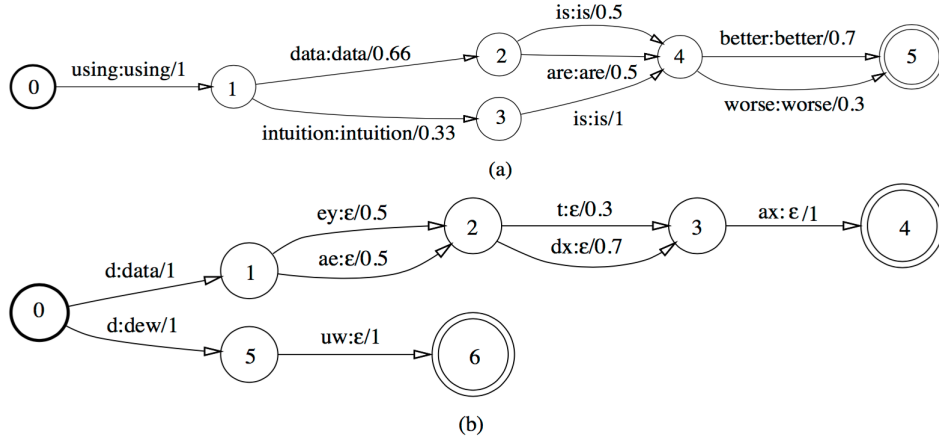 is:is/0.5
data:data/0.66
2
better:better/0.7
using:using/1
4
5
0
1
are:are/0.5
worse:worse/0.3
intuition:intuition/0.33
3
is:is/1
(a)
ey:ε/0.5
t:ε/0.3
2
3
ax: ε/1
4
d:data/1
ae:ε/0.5
dx:ε/0.7
1
0
d:dew/1
uw:ε/1
5
6
(b)